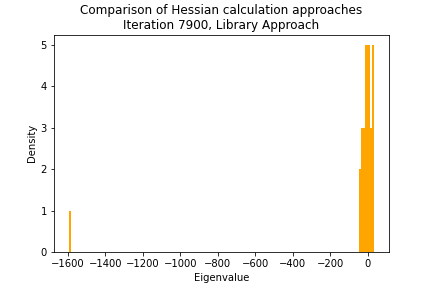 Comparison of Hessian calculation approaches
Iteration 7900, Library Approach
Density
5
4
3
2
1
0
−1600 −1400 −1200 −1000 −800 −600 −400 −200 0
Eigenvalue